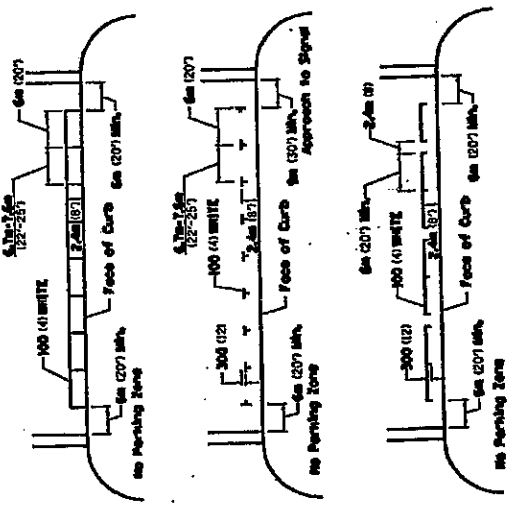 6.7m-7.6m
(22'-25')
6m (20')
100 (4) WHITE
2.4m (8')
Face of Curb
6m (20') Min.
6m (20') Min.
No Parking Zone
6.7m-7.6m
(22'-25')
6m (20')
100 (4) WHITE
300 (12)
2.4m (8')
Face of Curb
9m (30') Min.
Approach to Signal
6m (20') Min.
No Parking Zone
6m (20') Min.
2.4m (8)
100 (4) WHITE
300 (12)
2.4m (8')
Face of Curb
6m (20') Min.
6m (20') Min.
No Parking Zone